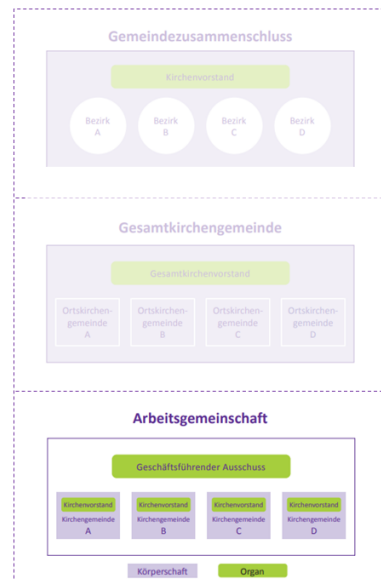 Gemeindezusammenschluss
Kirchenvorstand
Bezirk Bezirk Bezirk Bezirk
A B C D
Gesamtkirchengemeinde
Gesamtkirchenvorstand
Ortskirchen- Ortskirchen- Ortskirchen- Ortskirchen-
gemeinde gemeinde gemeinde gemeinde
A B C D
Arbeitsgemeinschaft
Geschäftsführender Ausschuss
Kirchenvorstand Kirchenvorstand Kirchenvorstand Kirchenvorstand
Kirchengemeinde Kirchengemeinde Kirchengemeinde Kirchengemeinde
A B C D
Körperschaft Organ